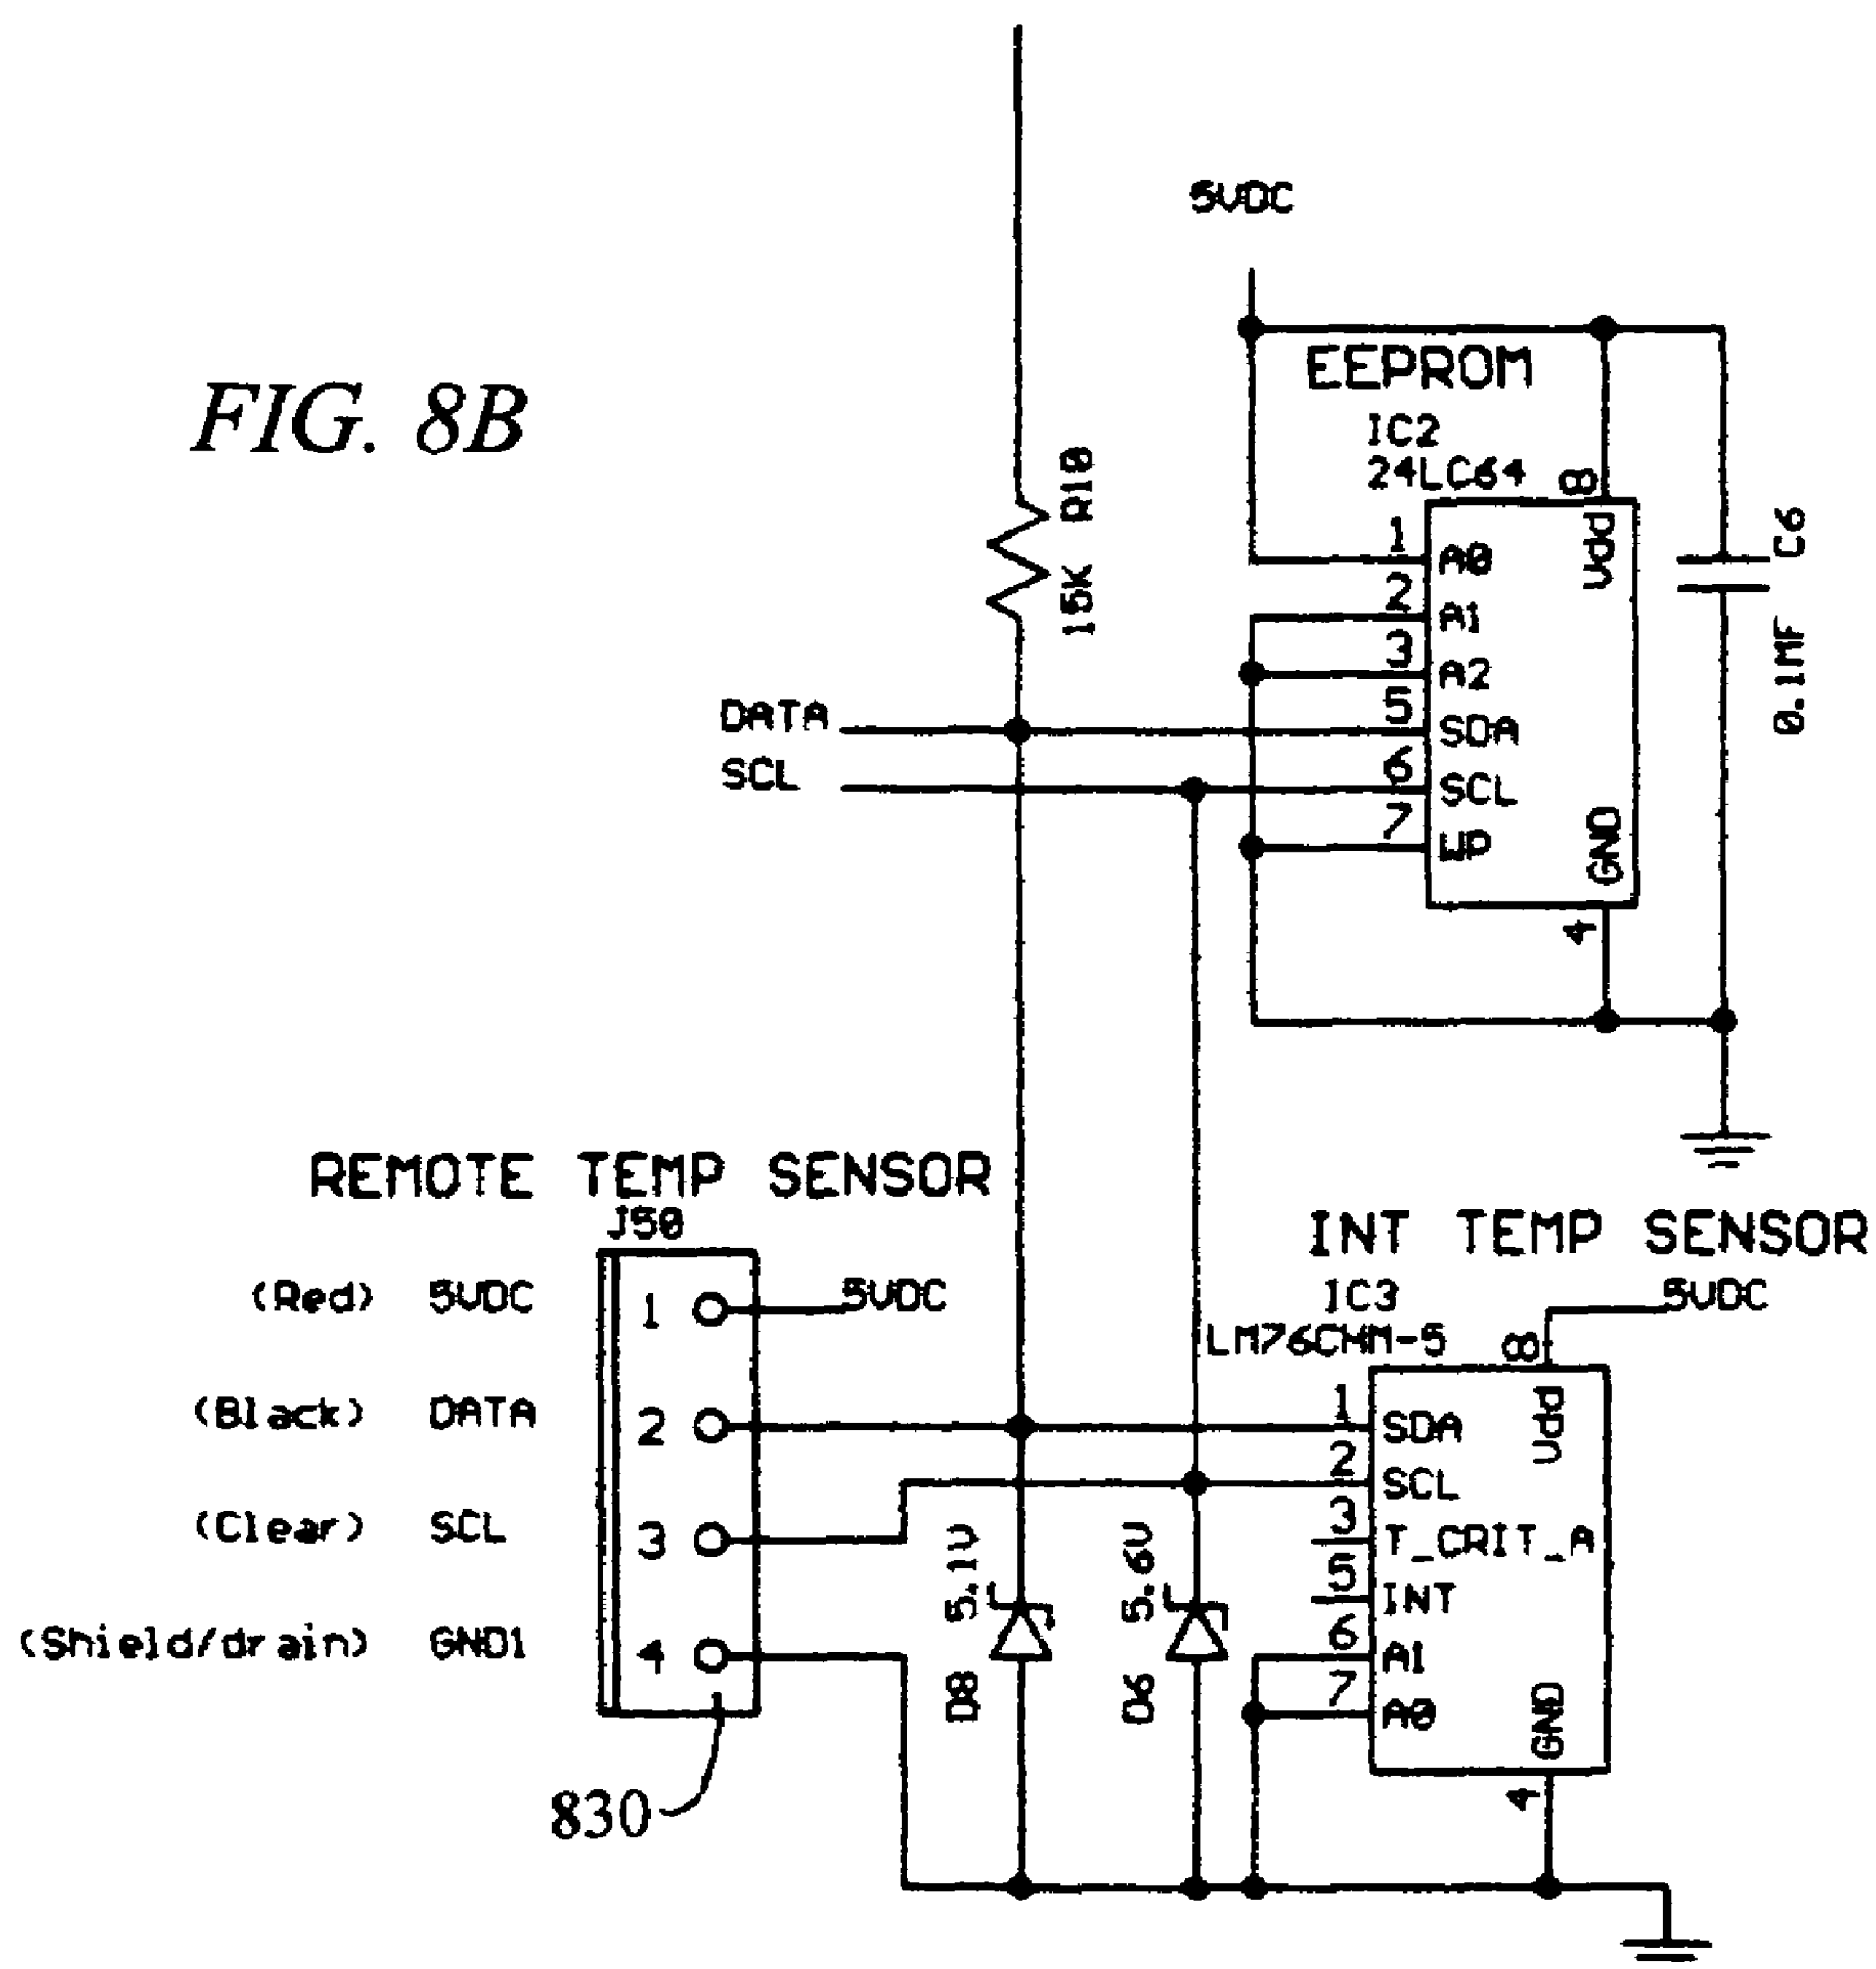 FIG. 8B
5VDC
EEPROM
IC2
24LC64
R10
15K
8
Vdd
C6
0.1MF
1 A0
2 A1
3 A2
DATA
5 SDA
SCL
6 SCL
7 WP
GND
4
REMOTE TEMP SENSOR
J50
INT TEMP SENSOR
IC3
LM76CHM-5
5VDC
8
Vdd
(Red) 5VDC 1 5VDC
(Black) DATA 2
1 SDA
2 SCL
(Clear) SCL 3
3 T_CRIT_A
5 INT
5.1V
D8
5.6V
D6
(Shield/drain) GND1 4
6 A1
7 A0
GND
4
830